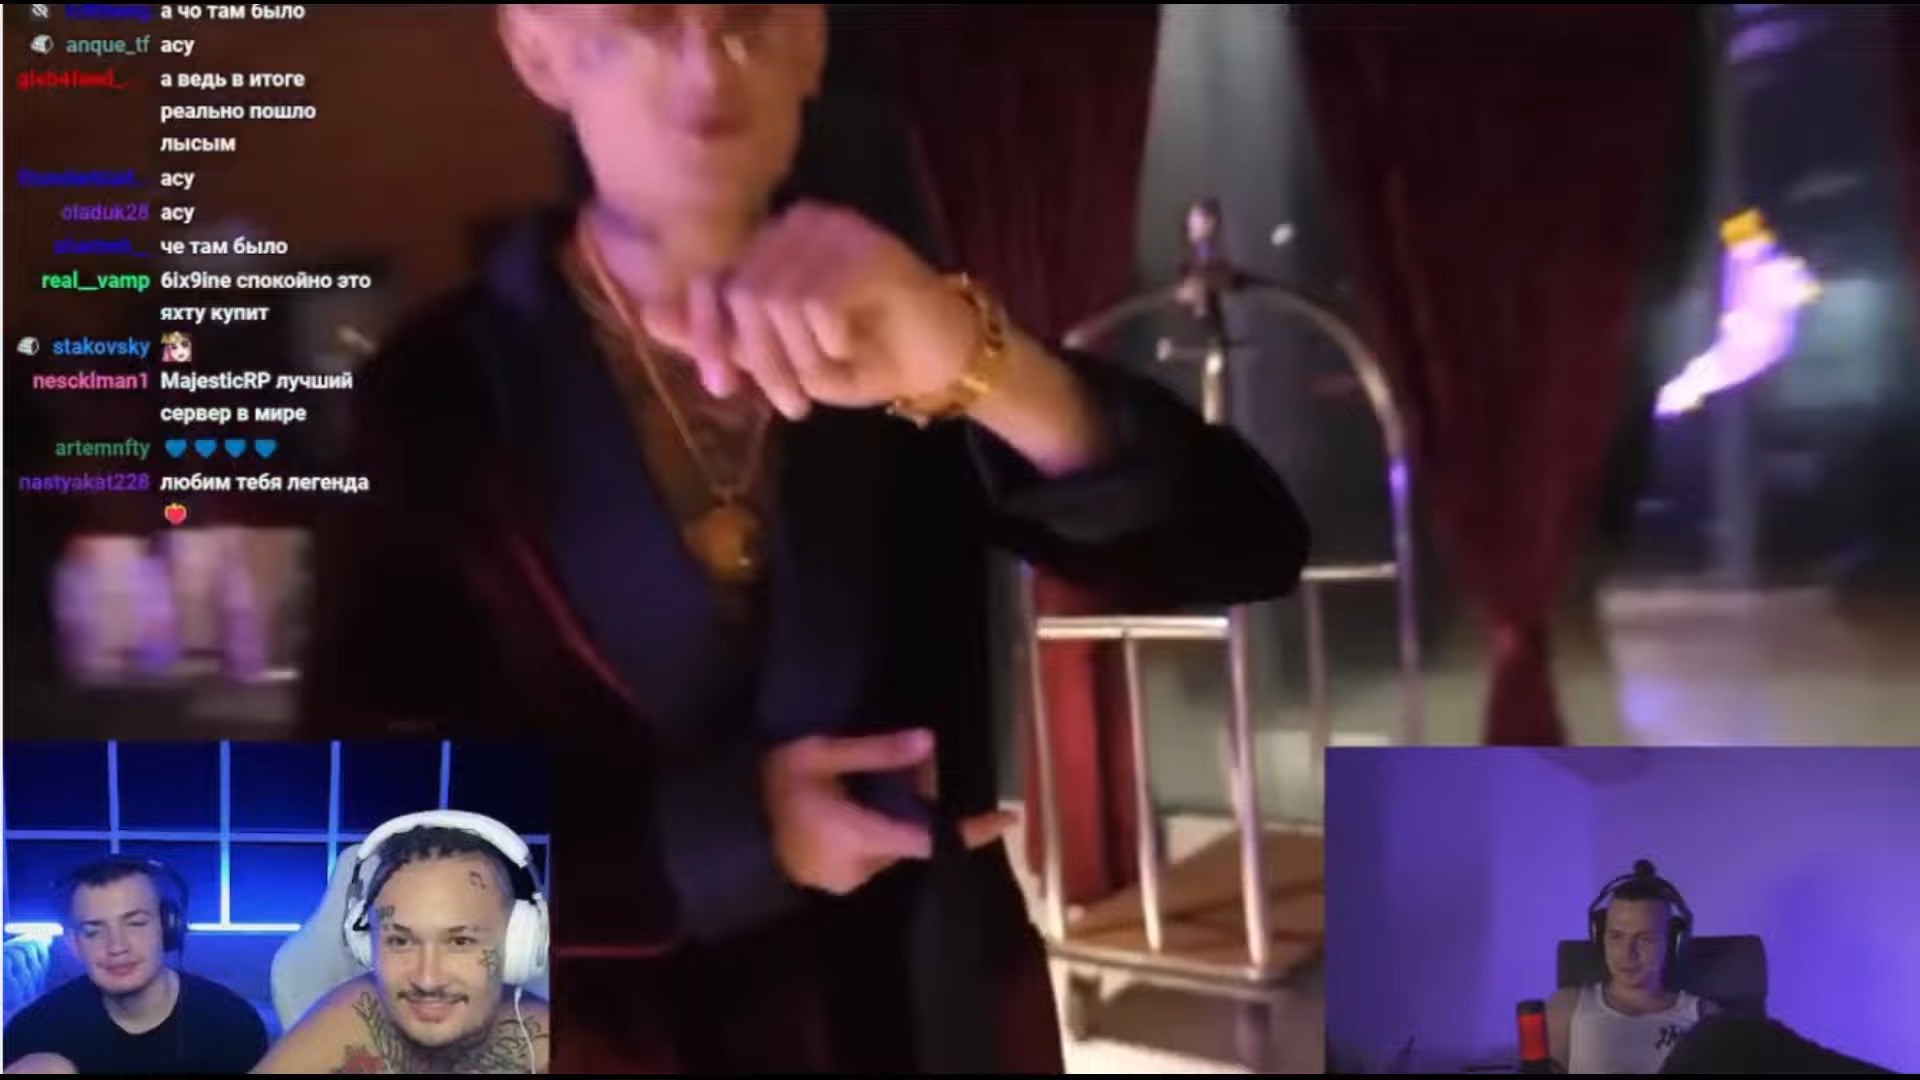 а чо там было
anque_tf асу
а ведь в итоге
реально пошло
лысым
асу
oladuk28 асу
че там было
real__vamp 6ix9ine спокойно это
яхту купит
stakovsky
nescklman1 MajesticRP лучший
сервер в мире
artemnfty
nastyakat228 любим тебя легенда